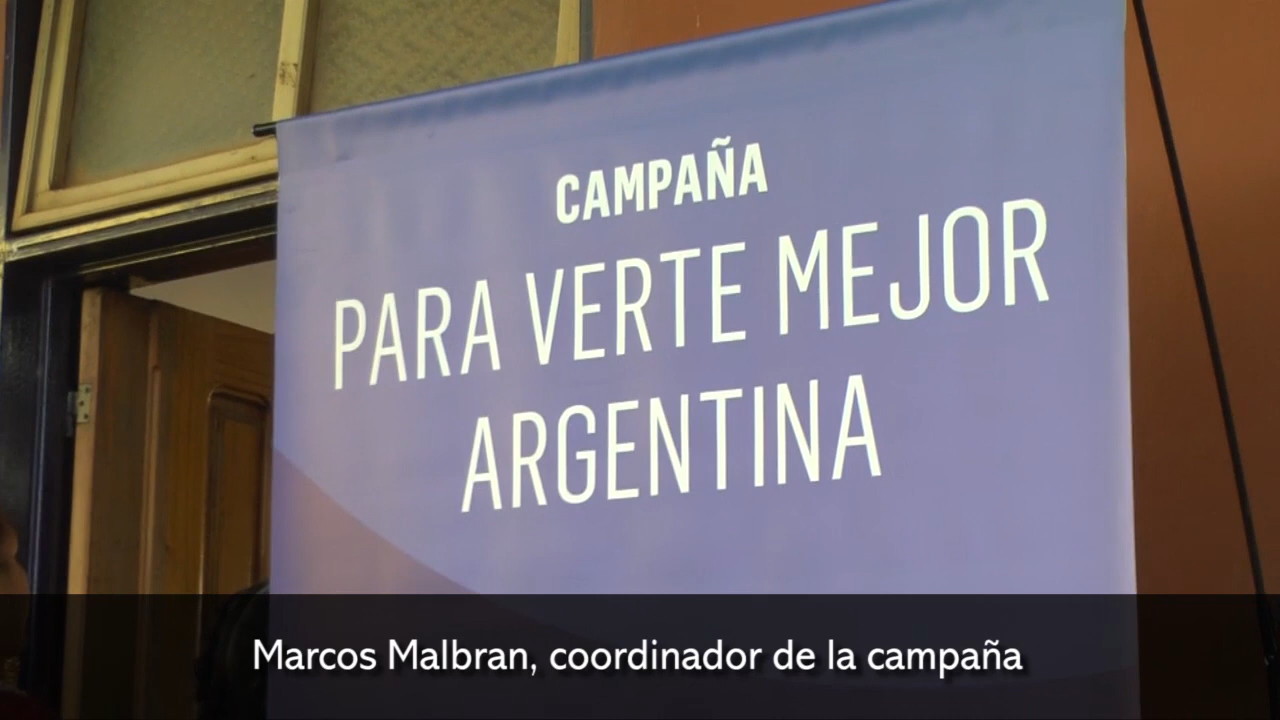 CAMPAÑA
PARA VERTE MEJOR
ARGENTINA
Marcos Malbran, coordinador de la campaña